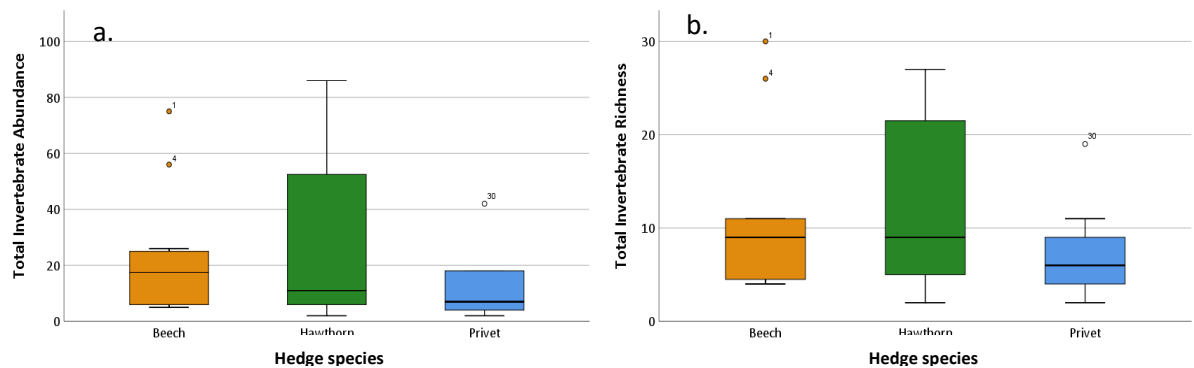 a.
Total Invertebrate Abundance
100
80
60
40
20
0
1
4
30
Beech
Hawthorn
Privet
Hedge species
b.
Total Invertebrate Richness
30
20
10
0
1
4
30
Beech
Hawthorn
Privet
Hedge species